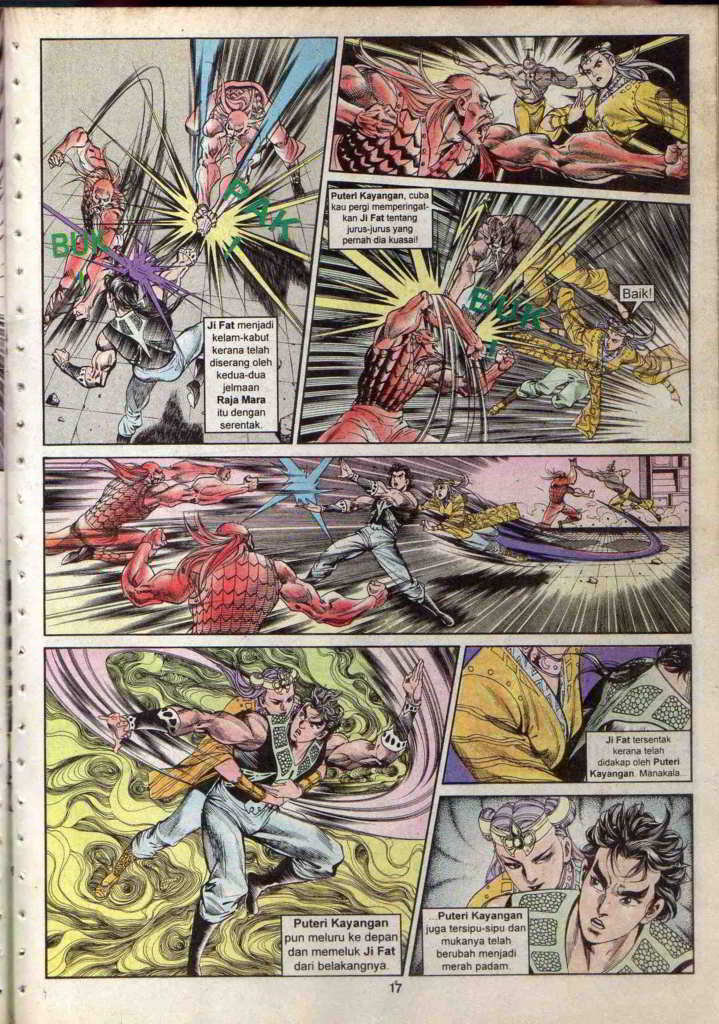 BUK
!
PAK
!
Ji Fat menjadi
kelam-kabut
kerana telah
diserang oleh
kedua-dua
jelmaan
Raja Mara
itu dengan
serentak.
Puteri Kayangan, cuba
kau pergi memperingat-
kan Ji Fat tentang
jurus-jurus yang
pernah dia kuasai!
BUK
!
Baik!
Puteri Kayangan
pun meluru ke depan
dan memeluk Ji Fat
dari belakangnya.
Ji Fat tersentak
kerana telah
didakap oleh Puteri
Kayangan. Manakala...
...Puteri Kayangan
juga tersipu-sipu dan
mukanya telah
berubah menjadi
merah padam.
17